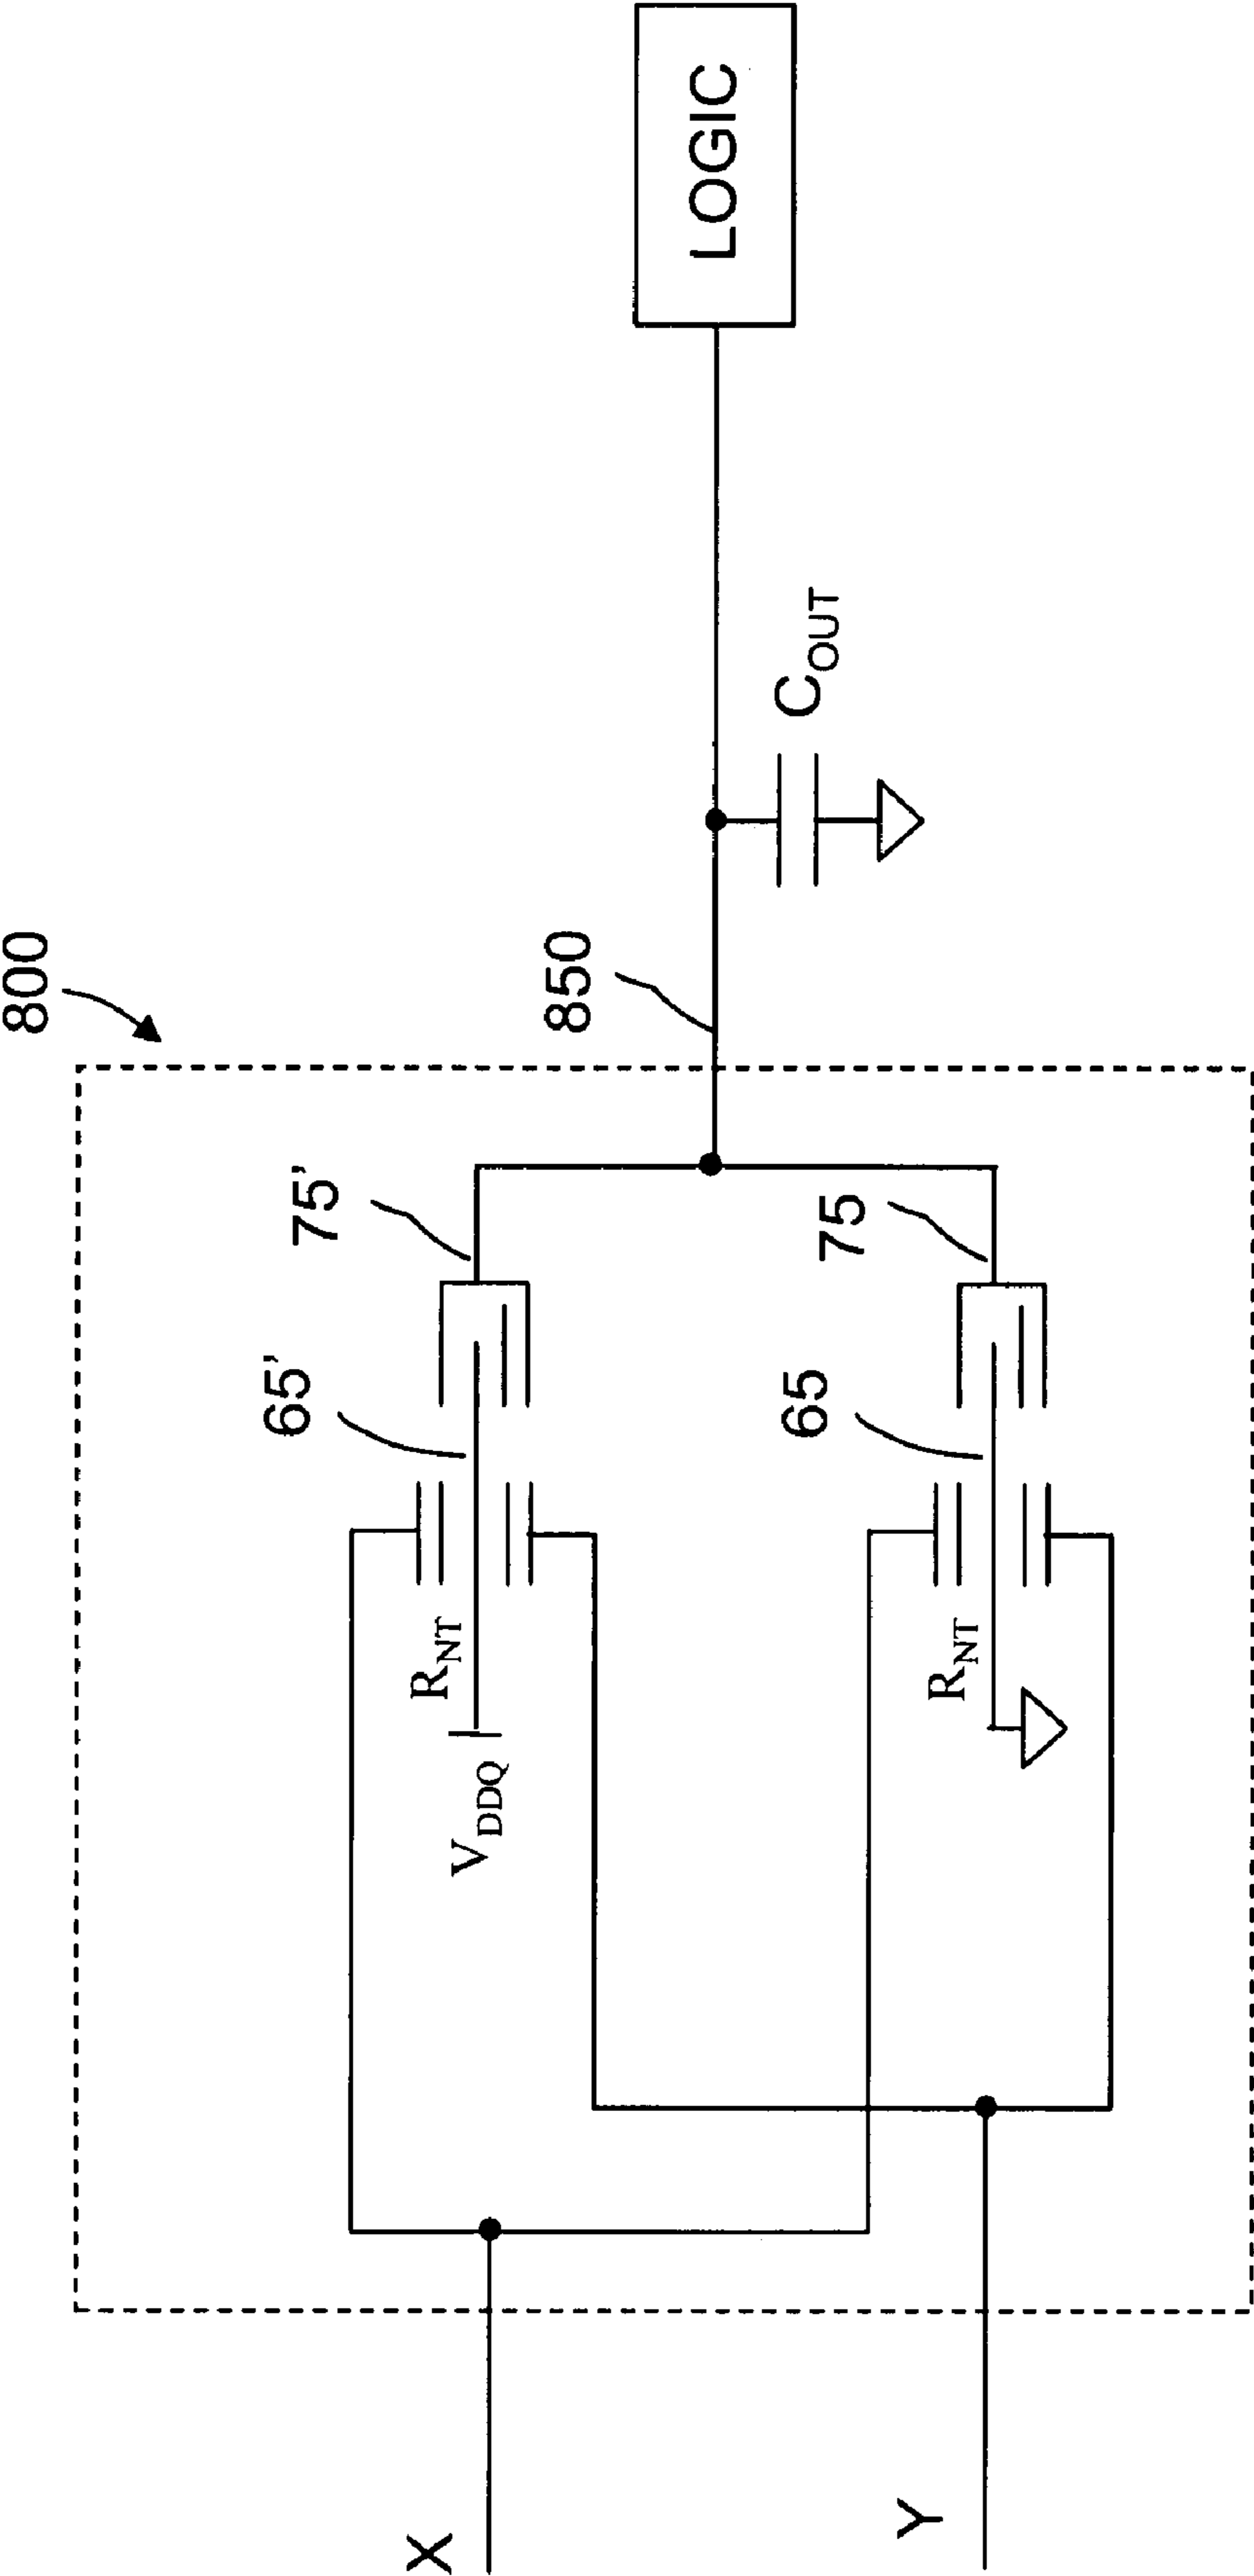 800
X
Y
V_DDQ
R_NT
65’
75’
R_NT
65
75
850
C_OUT
LOGIC